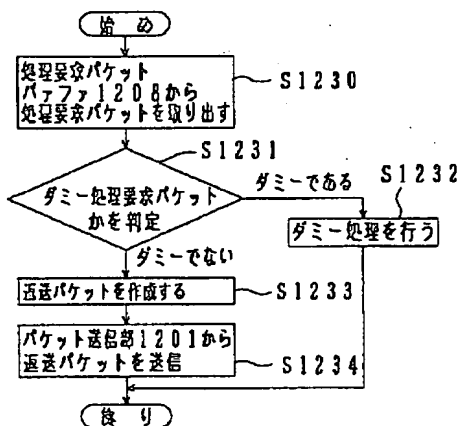 始め
処理要求パケット
バァファ1208から
処理要求パケットを取り出す
S1230
S1231
ダミー処理要求パケット
かを判定
ダミーである
S1232
ダミー処理を行う
ダミーでない
返送パケットを作成する
S1233
パケット送信部1201から
返送パケットを送信
S1234
終り